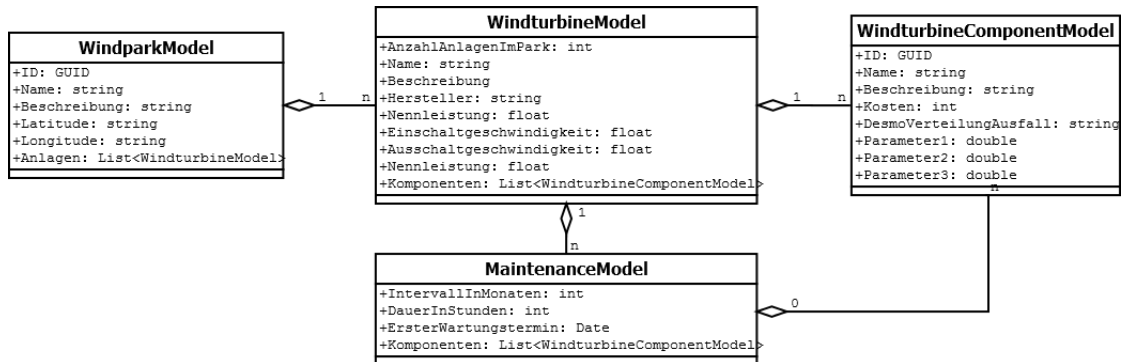 WindparkModel
+ID: GUID
+Name: string
+Beschreibung: string
+Latitude: string
+Longitude: string
+Anlagen: List<WindturbineModel>
1
n
WindturbineModel
+AnzahlAnlagenImPark: int
+Name: string
+Beschreibung
+Hersteller: string
+Nennleistung: float
+Einschaltgeschwindigkeit: float
+Ausschaltgeschwindigkeit: float
+Nennleistung: float
+Komponenten: List<WindturbineComponentModel>
1
n
WindturbineComponentModel
+ID: GUID
+Name: string
+Beschreibung: string
+Kosten: int
+DesmoVerteilungAusfall: string
+Parameter1: double
+Parameter2: double
+Parameter3: double
n
1
n
MaintenanceModel
+IntervallInMonaten: int
+DauerInStunden: int
+ErsterWartungstermin: Date
+Komponenten: List<WindturbineComponentModel>
0